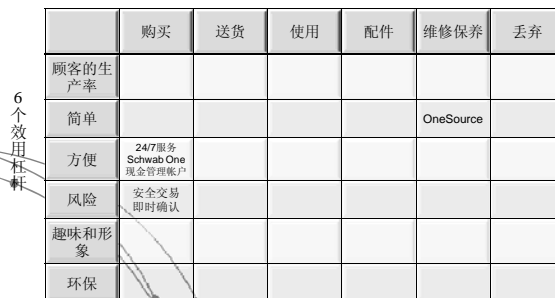 购买 送货 使用 配件 维修保养 丢弃
顾客的生
产率
6个效用杠杆
简单 OneSource
方便 24/7服务
Schwab One
现金管理帐户
风险 安全交易
即时确认
趣味和形
象
环保